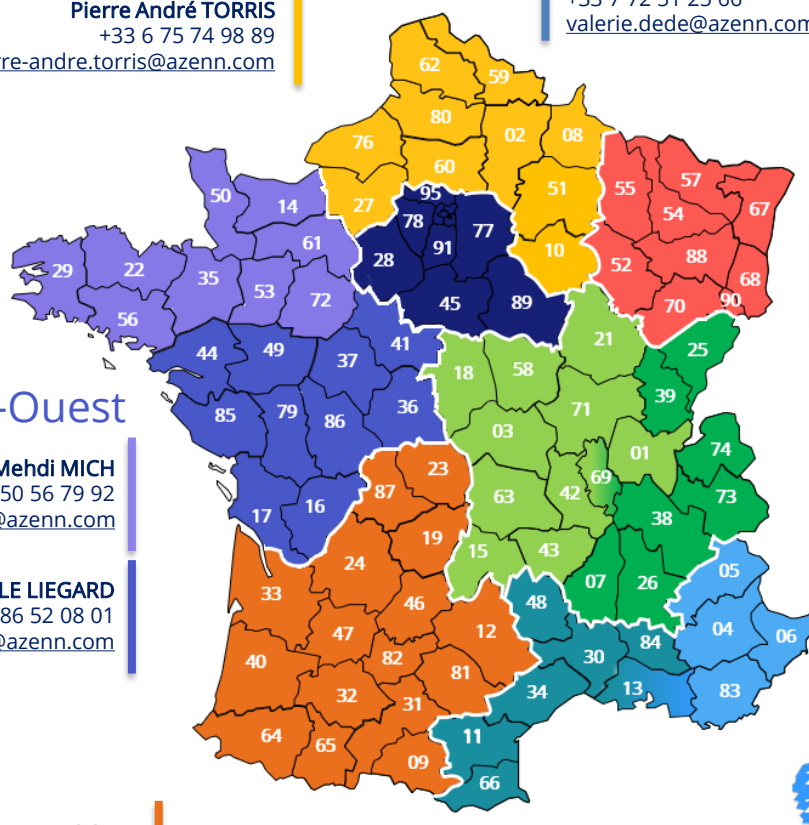 Pierre André TORRIS
+33 6 75 74 98 89
re-andre.torris@azenn.com
valerie.dede@azenn.com
62 59
80
76 02 08
60
27 51
10
95
78 77
91
28
45 89
55 57
54 67
52 88
70 90 68
50 14
61
29 22 35 53 72
56
44 49 37 41
85 79 86 36
17 16
-Ouest
Mehdi MICH
50 56 79 92
@azenn.com
LE LIEGARD
86 52 08 01
@azenn.com
21
18 58
71
03
01
63 42 69
15 43
25
39
74
73
38
07 26
87 23
19
24
33
46
47 12
40 82
81
32 31
64 65
09
48
84
30
34 13
11
66
05
04 06
83